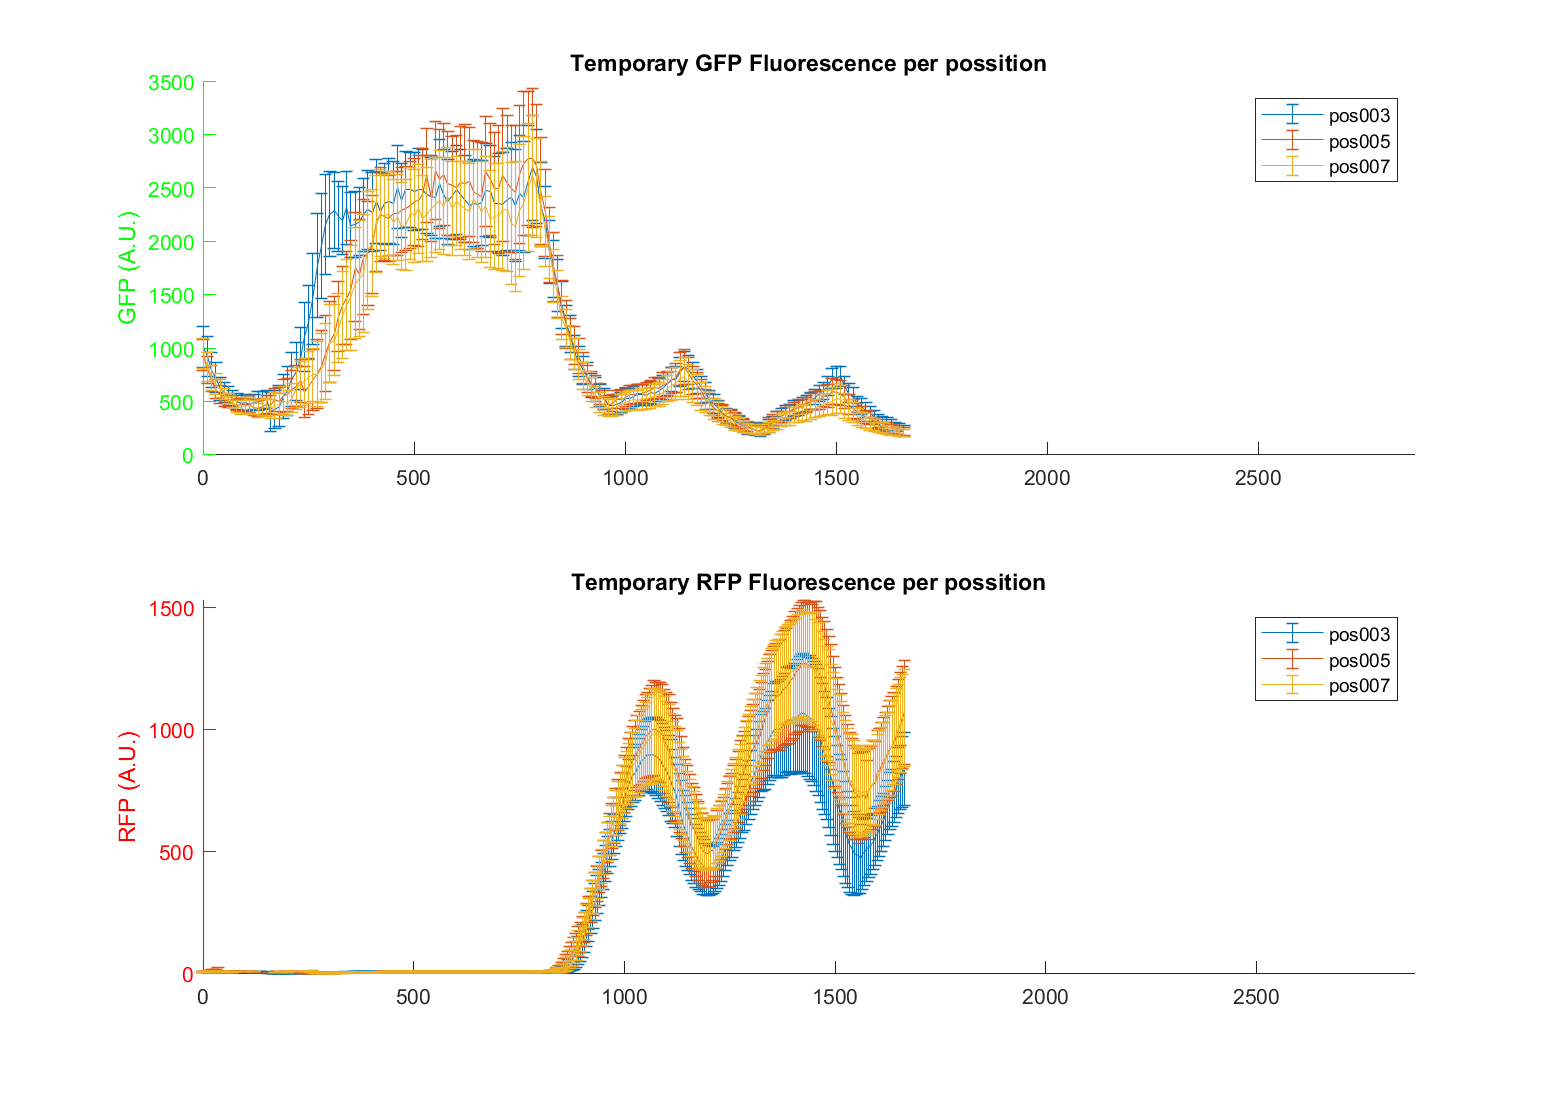 Temporary GFP Fluorescence per possition
3500
3000
2500
2000
1500
1000
500
0
GFP (A.U.)
0 500 1000 1500 2000 2500
pos003
pos005
pos007
Temporary RFP Fluorescence per possition
1500
1000
500
0
RFP (A.U.)
0 500 1000 1500 2000 2500
pos003
pos005
pos007